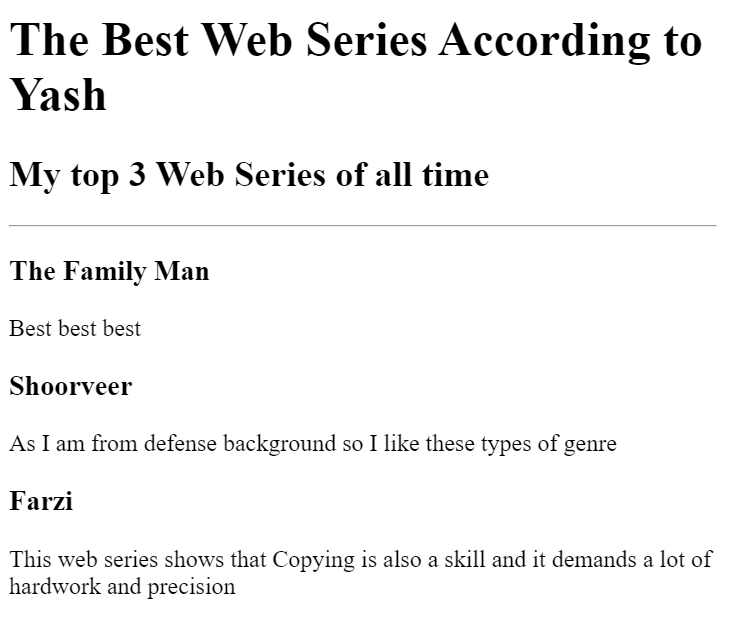 The Best Web Series According to
Yash
My top 3 Web Series of all time
The Family Man
Best best best
Shoorveer
As I am from defense background so I like these types of genre
Farzi
This web series shows that Copying is also a skill and it demands a lot of
hardwork and precision